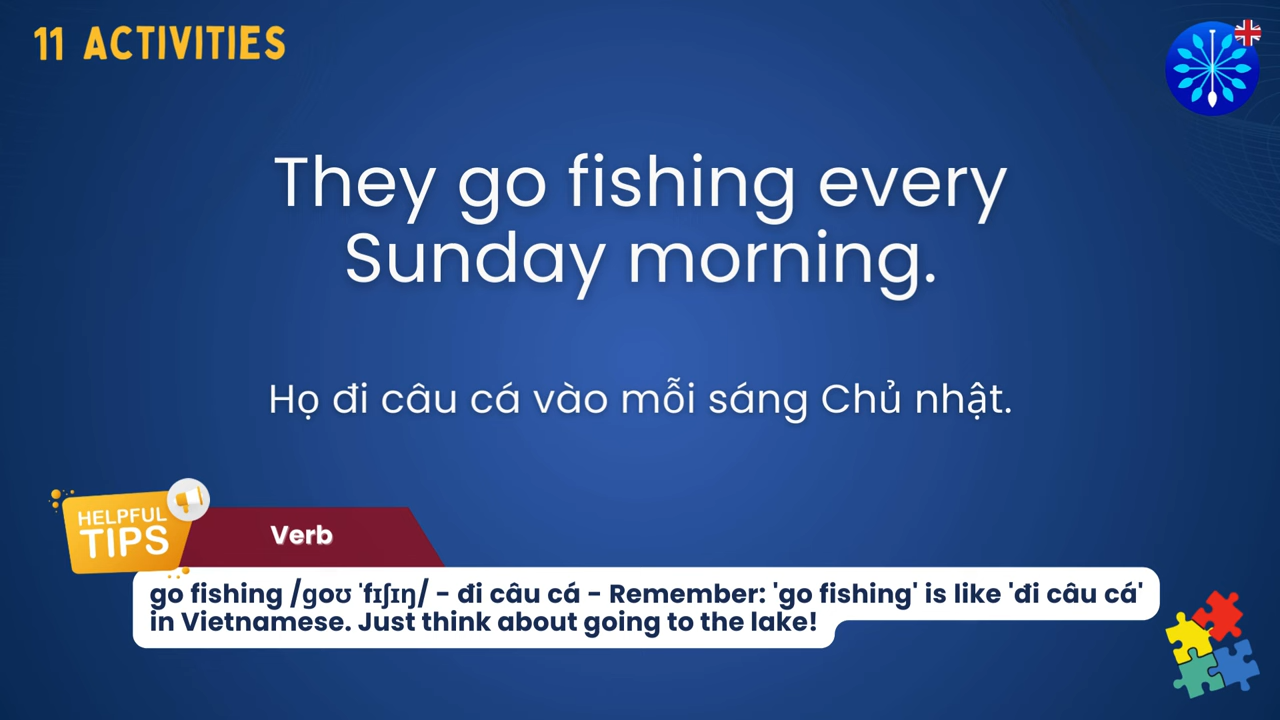 11 ACTIVITIES
They go fishing every
Sunday morning.
Họ đi câu cá vào mỗi sáng Chủ nhật.
HELPFUL
TIPS
Verb
go fishing /ɡoʊ ˈfɪʃɪŋ/ - đi câu cá - Remember: 'go fishing' is like 'đi câu cá'
in Vietnamese. Just think about going to the lake!